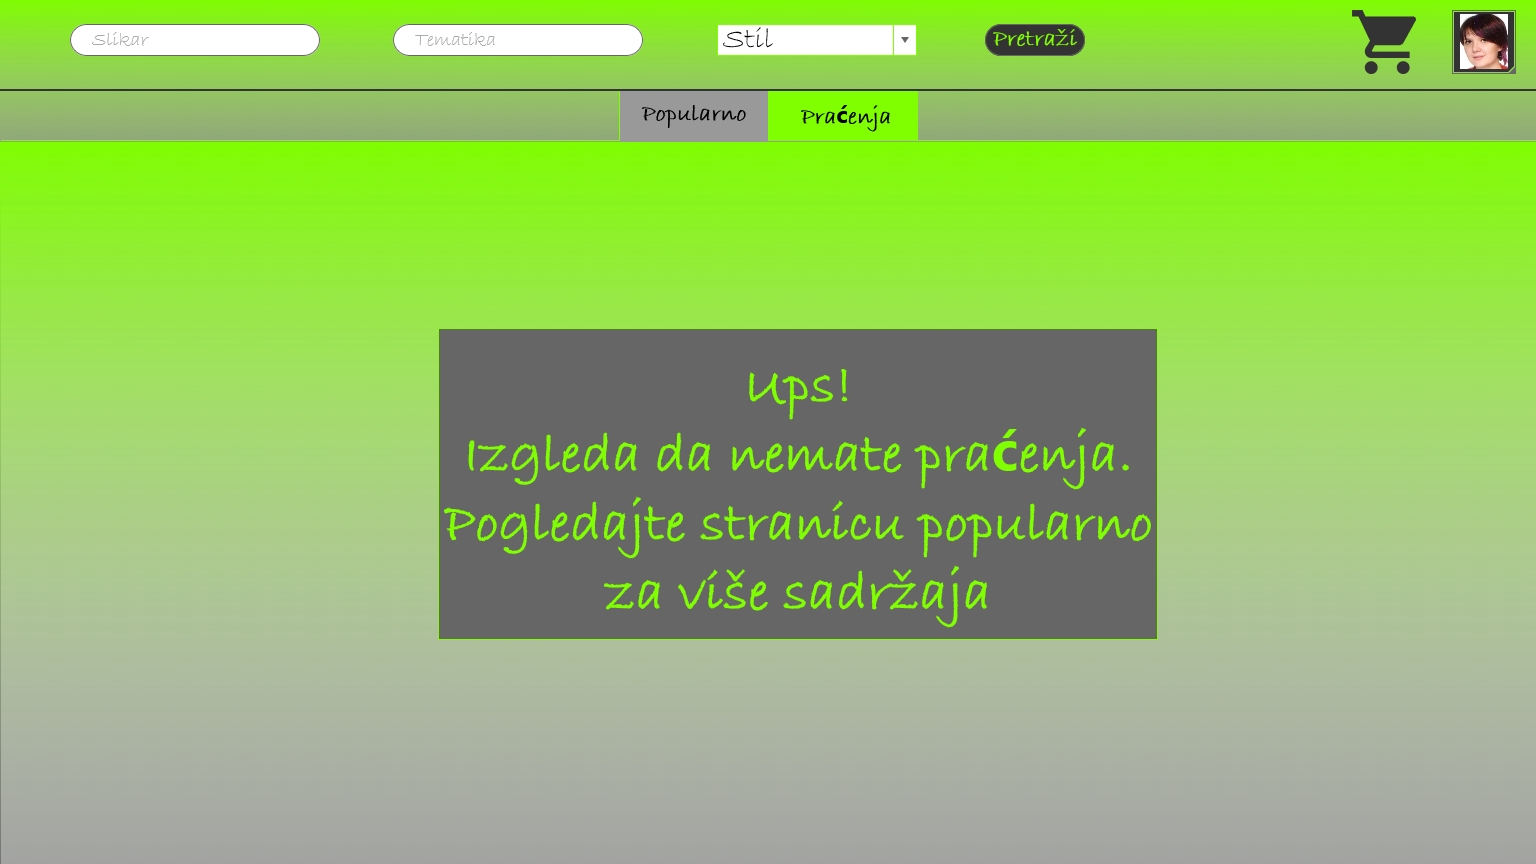 Slikar
Tematika
Stil
Pretraži
Popularno
Praćenja
Ups!
Izgleda da nemate praćenja.
Pogledajte stranicu popularno
za više sadržaja